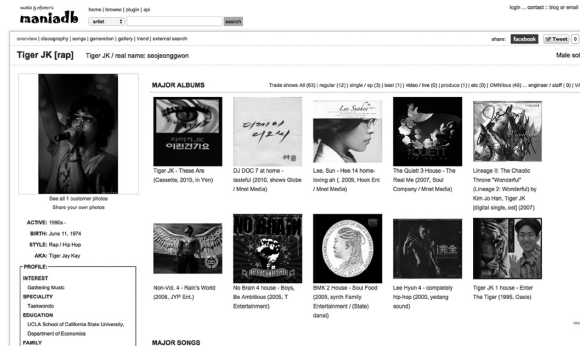 matia & efilsers's
maniadb
home | browse | plugin | api
artist
search
login ... contact :: blog or email
overview | discography | songs | generation | gallery | trend | external search
share: facebook Tweet 0
Tiger JK [rap] Tiger JK / real name: seojeonggwon Male sol
MAJOR ALBUMS
Trade shows All (63) | regular (12) | single / ep (3) | best (1) | video / live (0) | produce (1) | etc (0) | OMNibus (46) ... engineer / staff ( 0) | VA
Tiger JK - These Are
(Cassette, 2015, in Yen)
DJ DOC 7 at home -
tasteful (2010, shows Globe
/ Mnet Media)
Lee, Sun - Hee 14 home-
loving ah (. 2009, Hook Ent
/ Mnet Media)
The Quiett 3 House - The
Real Me (2007, Soul
Company / Mnet Media)
Lineage II: The Chaotic
Throne "Wonderful"
(Lineage 2: Wonderful) by
Kim Jo Han, Tiger JK
[digital single, ost] (2007)
See all 1 customer photos
Share your own photos
ACTIVE: 1990s -
BIRTH: June 11, 1974
STYLE: Rap / Hip Hop
AKA: Tiger Jay Kay
PROFILE:
INTEREST
Gathering Music
SPECIALITY
Taekwondo
EDUCATION
UCLA School of California State University,
Department of Economics
FAMILY
NO BRAIN
Non-Vol. 4 - Rain's World
(2006, JYP Ent.)
No Brain 4 house - Boys,
Be Ambitious (2005, T
Entertainment)
BMK 2 House - Soul Food
(2005, synth Family
Entertainment / (State)
danal)
完全
Lee Hyun 4 - completely
hip-hop (2000, yedang
sound)
Tiger JK 1 house - Enter
The Tiger (1995, Oasis)
MAJOR SONGS